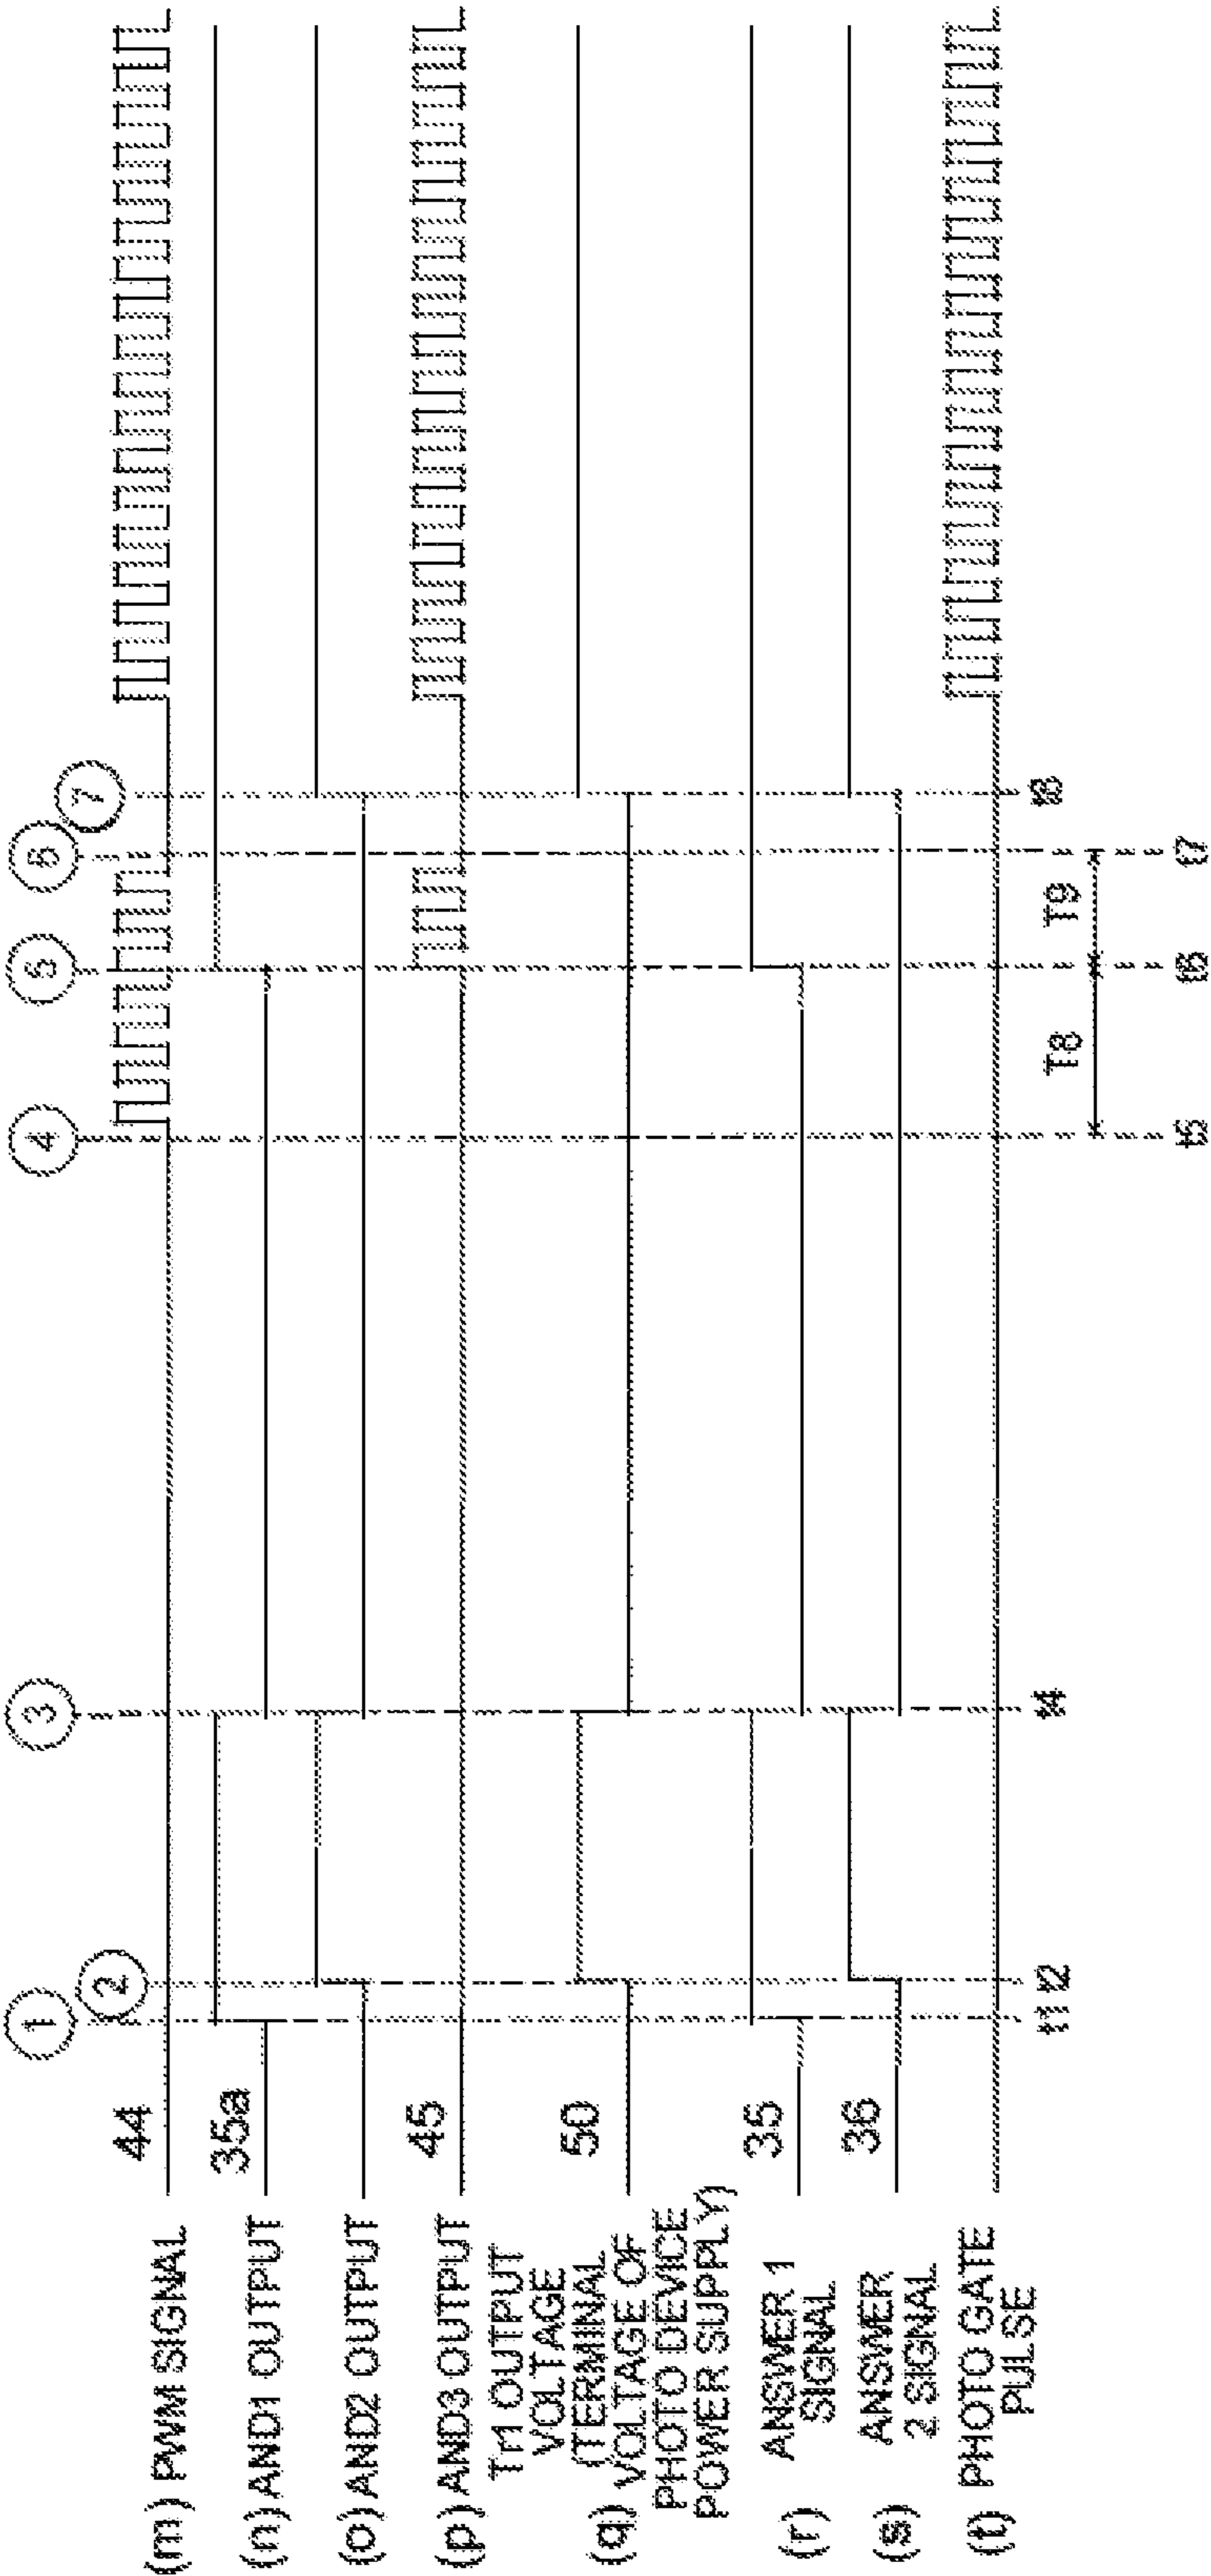 1
2
3
4
5
6
7
(m) PWM SIGNAL
44
(n) AND1 OUTPUT
35a
(o) AND2 OUTPUT
(p) AND3 OUTPUT
45
(q)
Tr1 OUTPUT
VOLTAGE
(TERMINAL
VOLTAGE OF
PHOTO DEVICE
POWER SUPPLY)
50
(r)
ANSWER 1
SIGNAL
35
(s)
ANSWER
2 SIGNAL
36
(t) PHOTO GATE
PULSE
t1 t2
t4
T8
T9
t8
t5
t6
t7